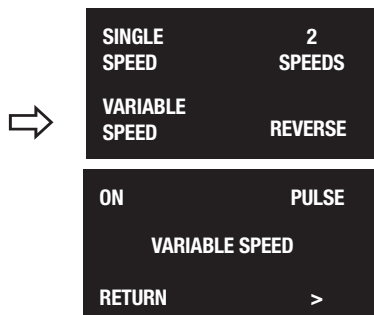 SINGLE 2
SPEED SPEEDS
VARIABLE
SPEED REVERSE
ON PULSE
VARIABLE SPEED
RETURN >